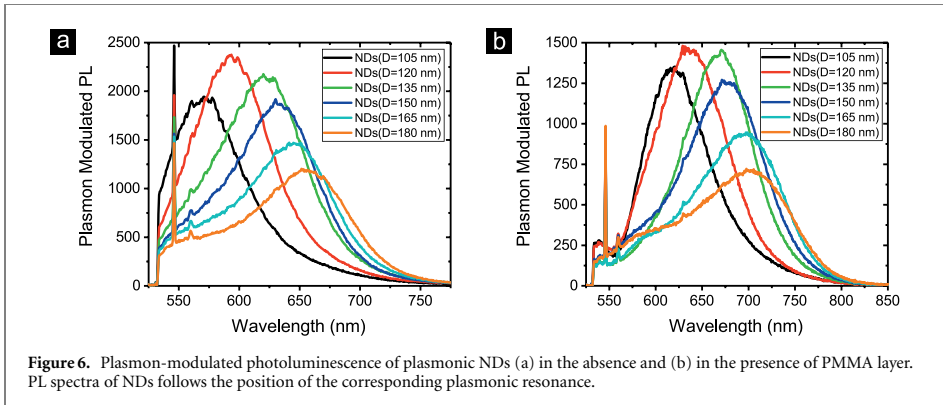 a
2500
2000
1500
1000
500
0
Plasmon Modulated PL
NDs(D=105 nm)
NDs(D=120 nm)
NDs(D=135 nm)
NDs(D=150 nm)
NDs(D=165 nm)
NDs(D=180 nm)
550 600 650 700 750
Wavelength (nm)
b
1500
1250
1000
750
500
250
0
Plasmon Modulated PL
NDs(D=105 nm)
NDs(D=120 nm)
NDs(D=135 nm)
NDs(D=150 nm)
NDs(D=165 nm)
NDs(D=180 nm)
550 600 650 700 750 800 850
Wavelength (nm)
Figure 6. Plasmon-modulated photoluminescence of plasmonic NDs (a) in the absence and (b) in the presence of PMMA layer.
PL spectra of NDs follows the position of the corresponding plasmonic resonance.